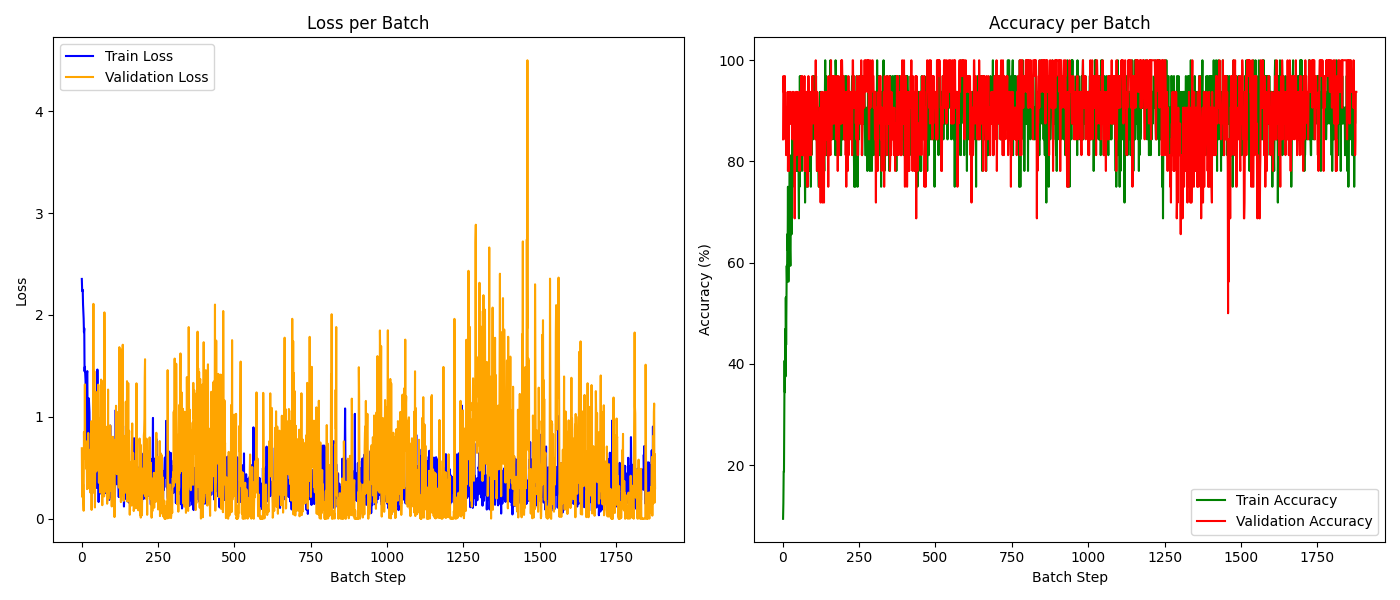 Loss per Batch
Train Loss
Validation Loss
Loss
4
3
2
1
0
0
250
500
750
1000
1250
1500
1750
Batch Step
Accuracy per Batch
Accuracy (%)
100
80
60
40
20
Train Accuracy
Validation Accuracy
0
250
500
750
1000
1250
1500
1750
Batch Step